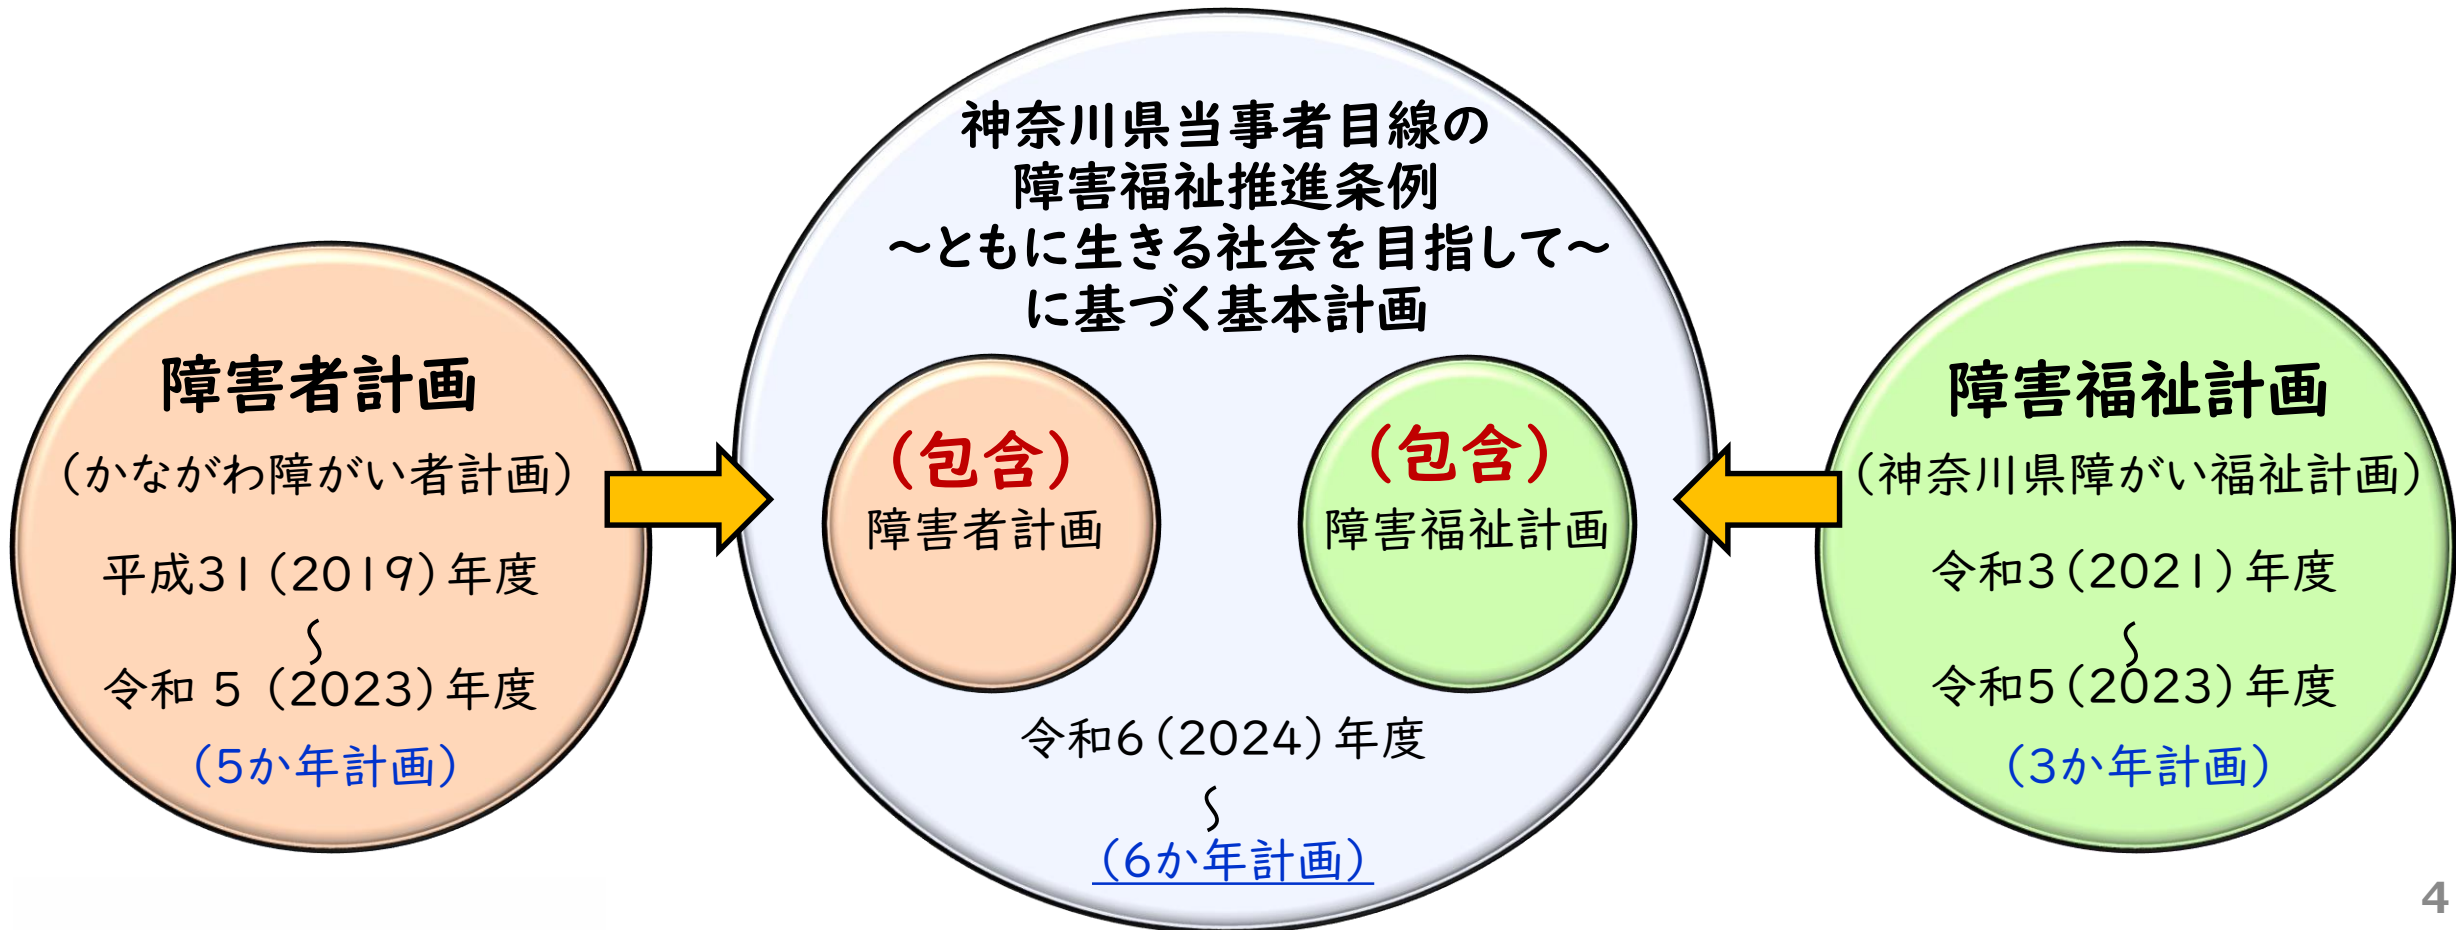 神奈川県当事者目線の
障害福祉推進条例
～ともに生きる社会を目指して～
に基づく基本計画
障害者計画
(かながわ障がい者計画)
平成31(2019)年度
～
令和 5 (2023)年度
(5か年計画)
(包含)
障害者計画
(包含)
障害福祉計画
令和6(2024)年度
～
(6か年計画)
障害福祉計画
(神奈川県障がい福祉計画)
令和3(2021)年度
～
令和5(2023)年度
(3か年計画)
4